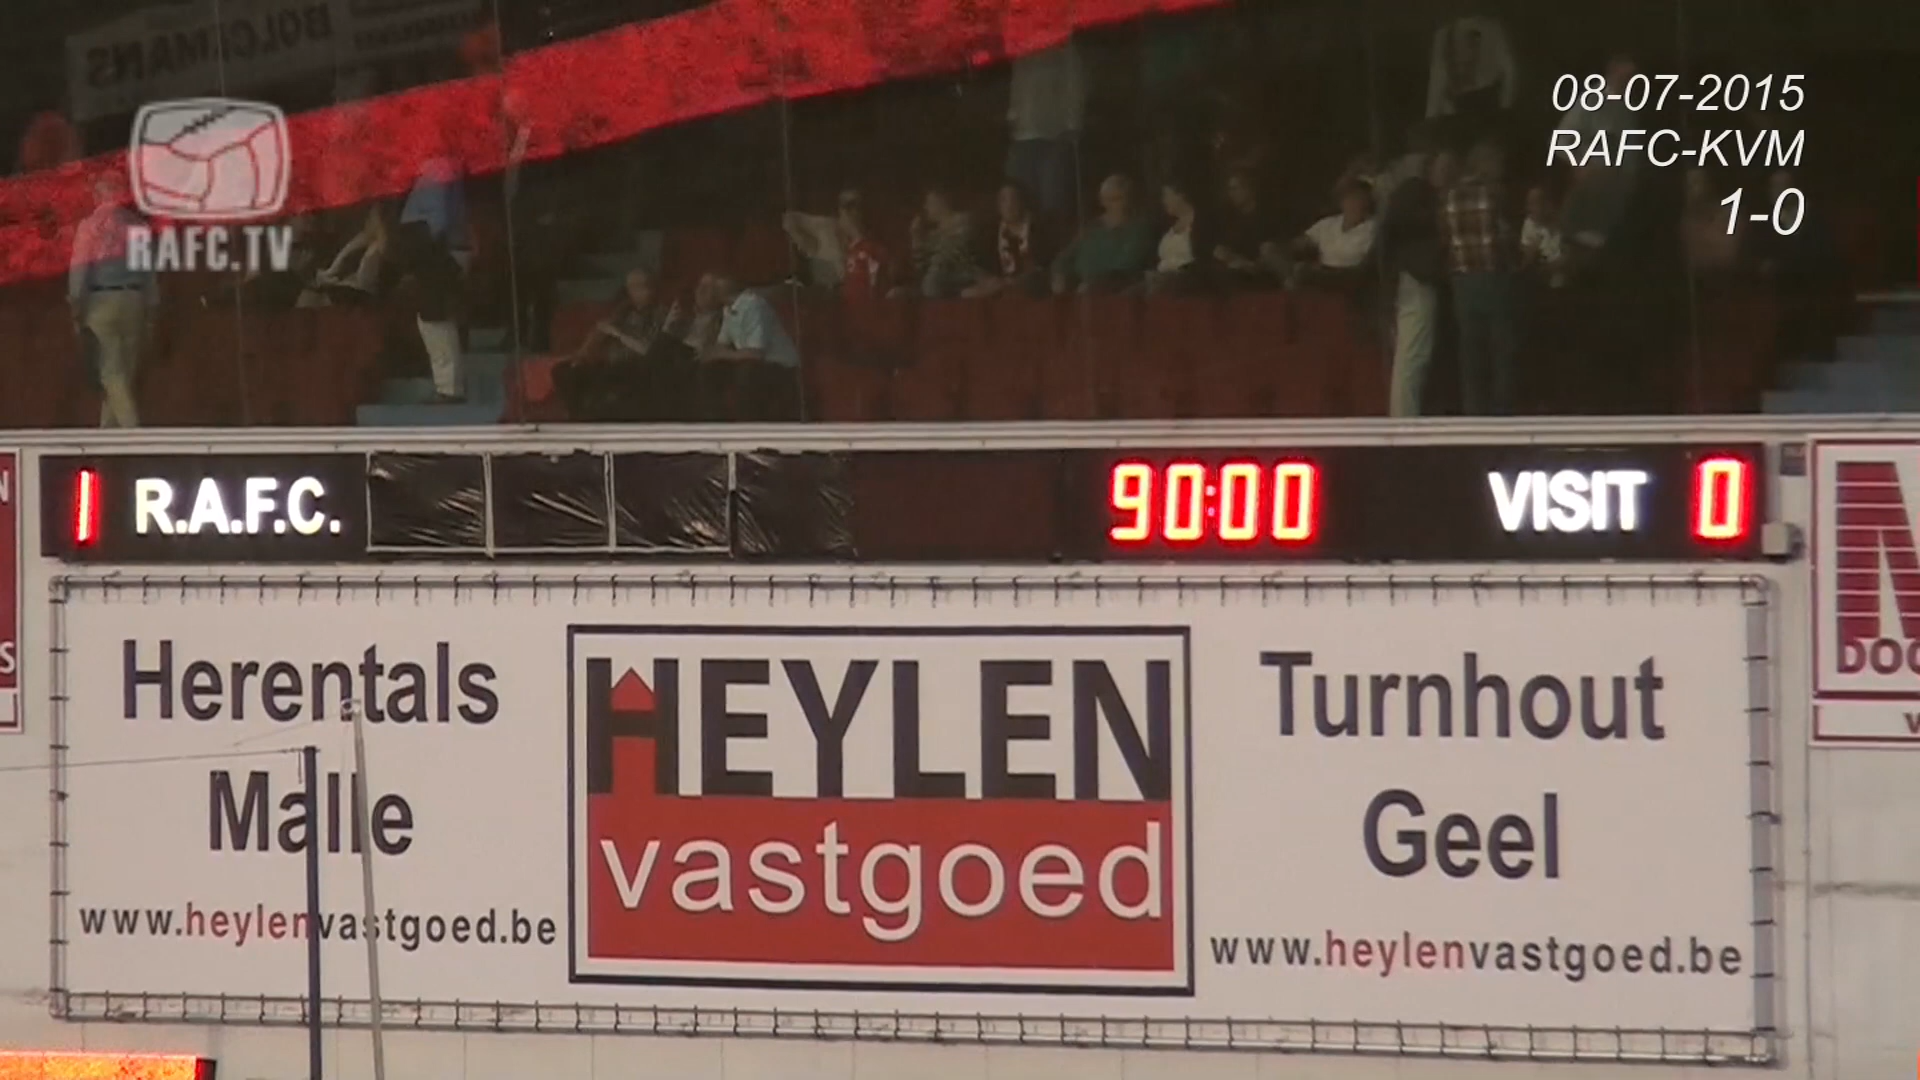 08-07-2015
RAFC-KVM
1-0
RAFC.TV
1 R.A.F.C. 90:00 VISIT 0
Herentals
Malle
www.heylenvastgoed.be
HEYLEN
vastgoed
Turnhout
Geel
www.heylenvastgoed.be